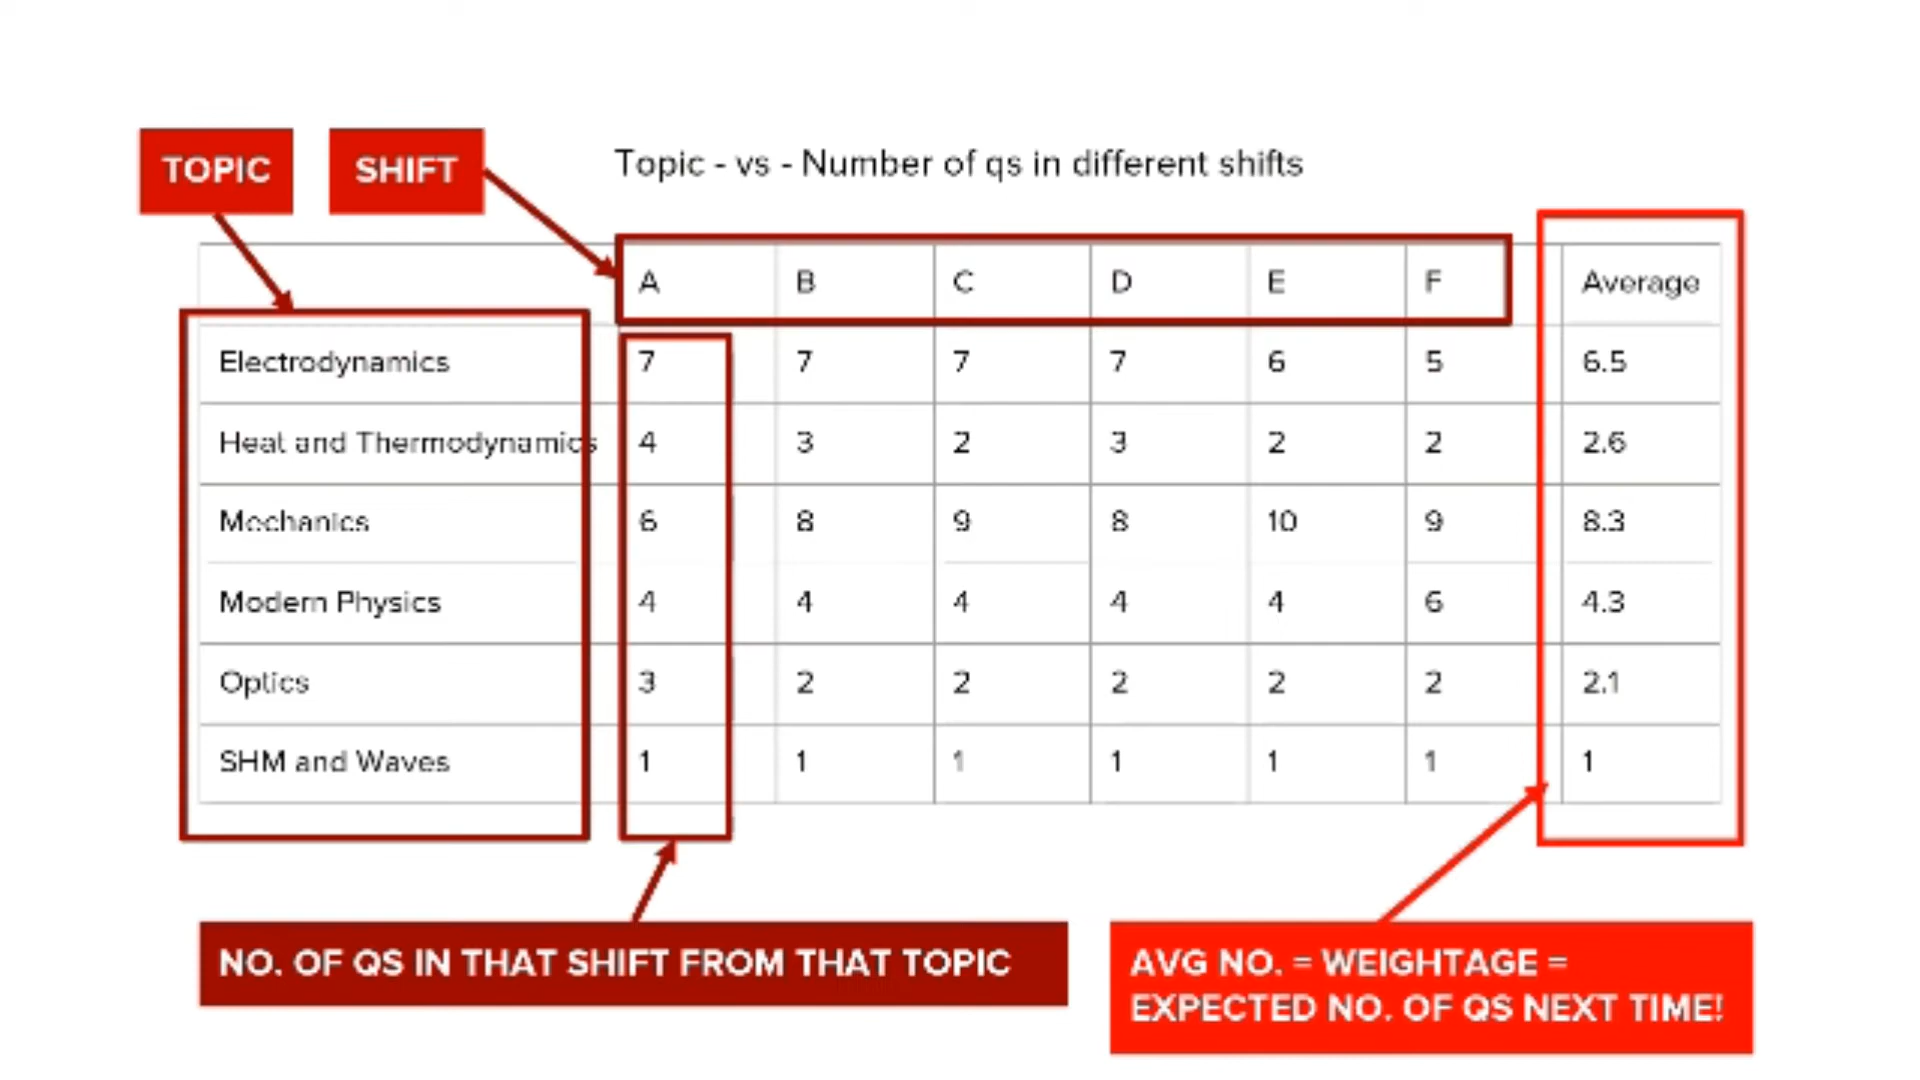 TOPIC SHIFT Topic - vs - Number of qs in different shifts
A B C D E F Average
Electrodynamics 7 7 7 7 6 5 6.5
Heat and Thermodynamics 4 3 2 3 2 2 2.6
Mechanics 6 8 9 8 10 9 8.3
Modern Physics 4 4 4 4 4 6 4.3
Optics 3 2 2 2 2 2 2.1
SHM and Waves 1 1 1 1 1 1 1
NO. OF QS IN THAT SHIFT FROM THAT TOPIC
AVG NO. = WEIGHTAGE =
EXPECTED NO. OF QS NEXT TIME!